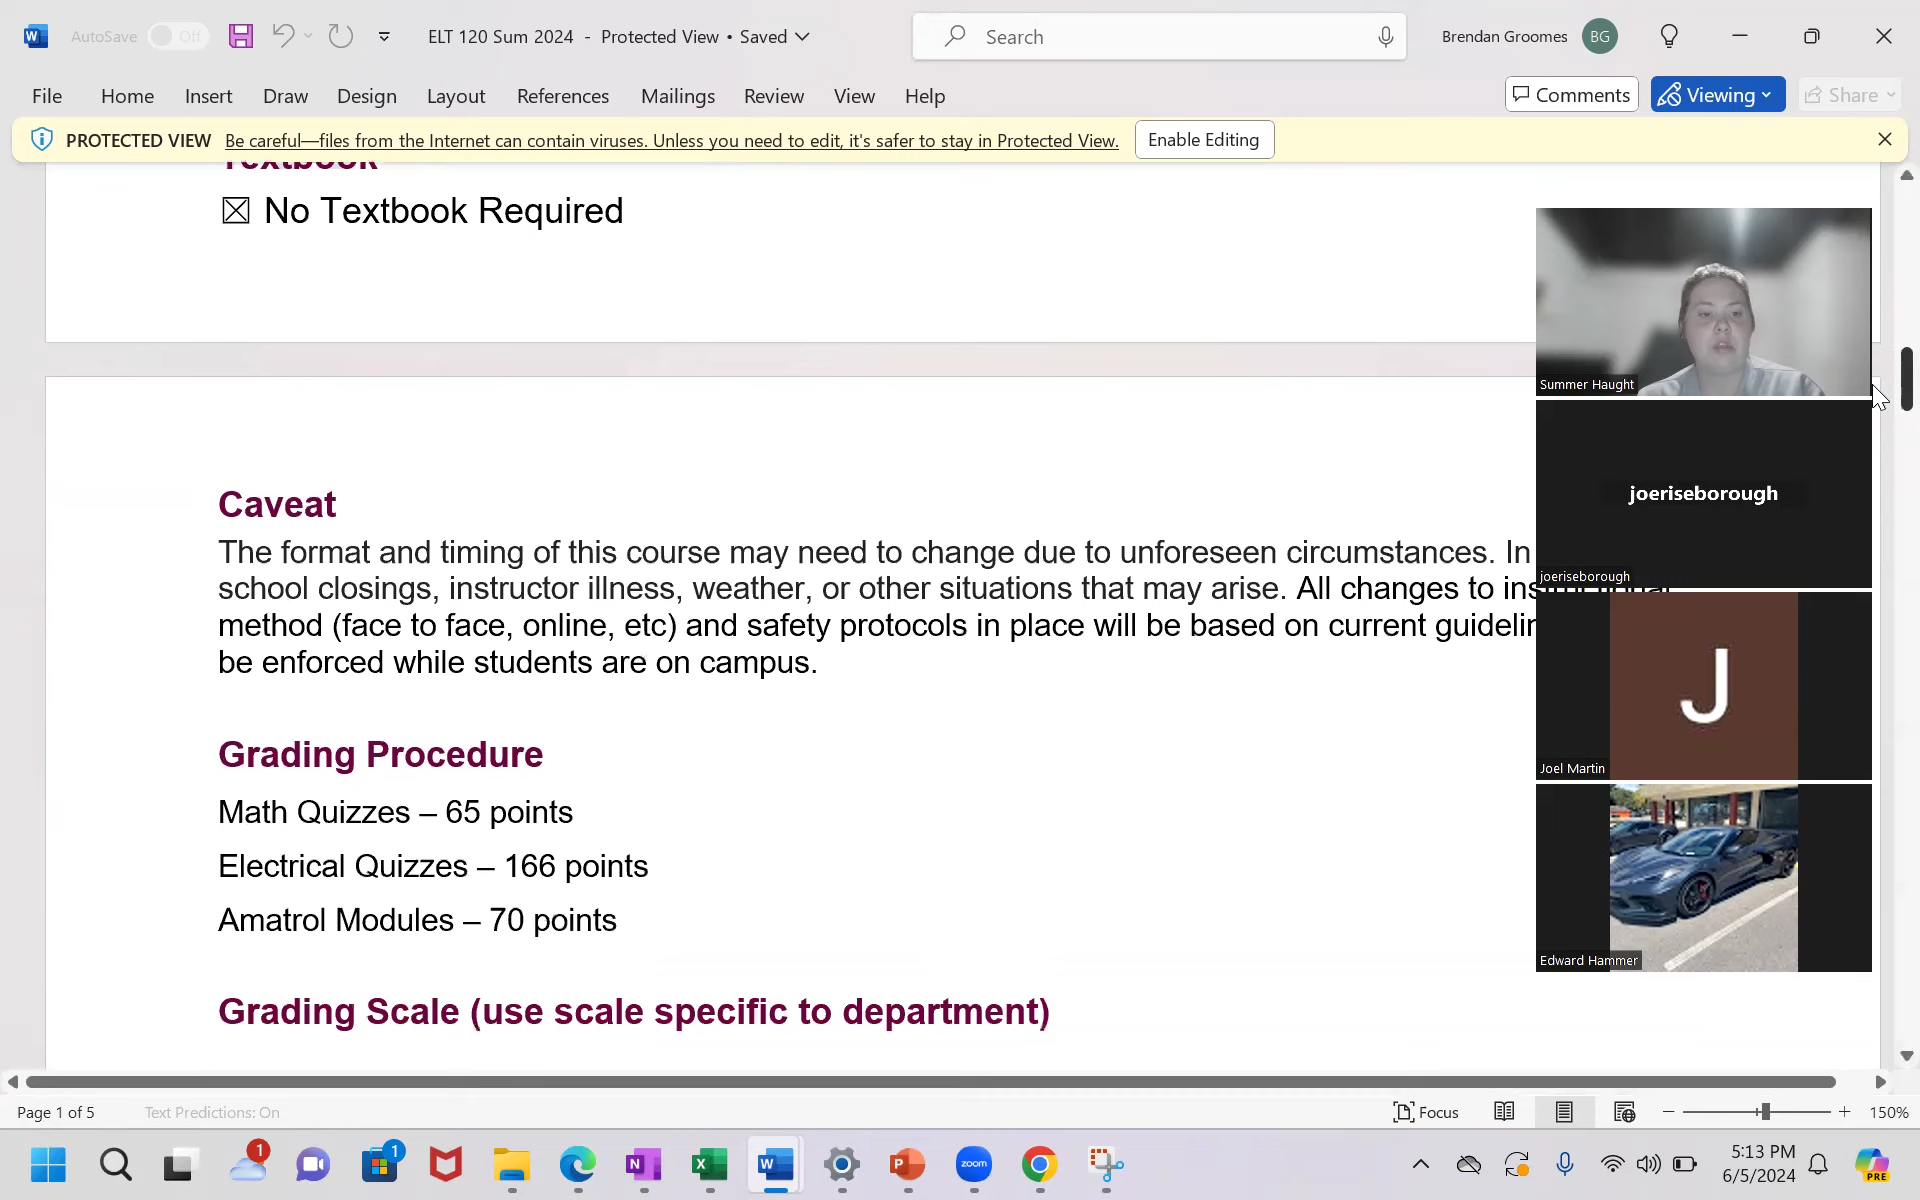 AutoSave Off ELT 120 Sum 2024 - Protected View • Saved Search Brendan Groomes BG
File Home Insert Draw Design Layout References Mailings Review View Help Comments Viewing Share
PROTECTED VIEW Be careful—files from the Internet can contain viruses. Unless you need to edit, it's safer to stay in Protected View. Enable Editing
Textbook
☒ No Textbook Required
Caveat
The format and timing of this course may need to change due to unforeseen circumstances. In
school closings, instructor illness, weather, or other situations that may arise. All changes to instructional
method (face to face, online, etc) and safety protocols in place will be based on current
be enforced while students are on campus.
Grading Procedure
Math Quizzes – 65 points
Electrical Quizzes – 166 points
Amatrol Modules – 70 points
Grading Scale (use scale specific to department)
Summer Haught
joeriseborough
joeriseborough
J
Joel Martin
Edward Hammer
Page 1 of 5 Text Predictions: On Focus 150%
1 1 zoom 5:13 PM
6/5/2024 PRE